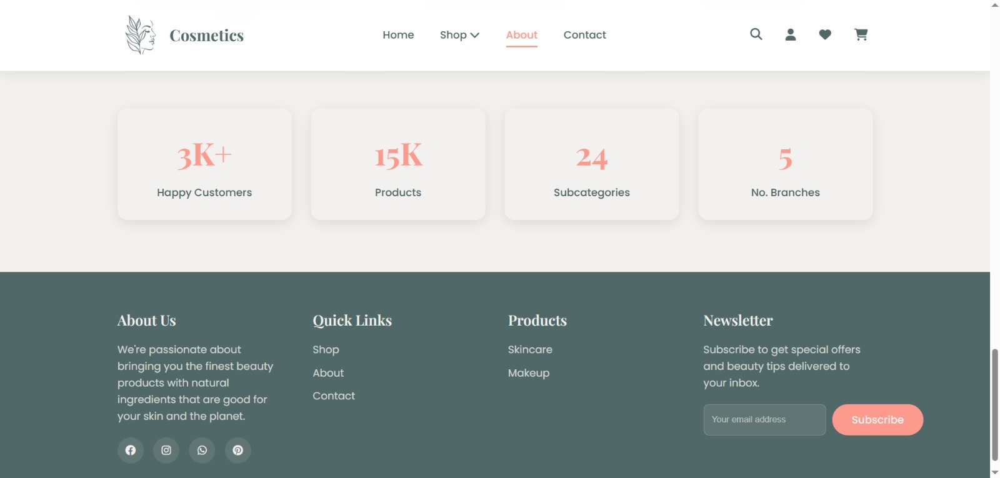 Cosmetics
Home
Shop
About
Contact
3K+
Happy Customers
15K
Products
24
Subcategories
5
No. Branches
About Us
We're passionate about
bringing you the finest beauty
products with natural
ingredients that are good for
your skin and the planet.
Quick Links
Shop
About
Contact
Products
Skincare
Makeup
Newsletter
Subscribe to get special offers
and beauty tips delivered to
your inbox.
Your email address
Subscribe